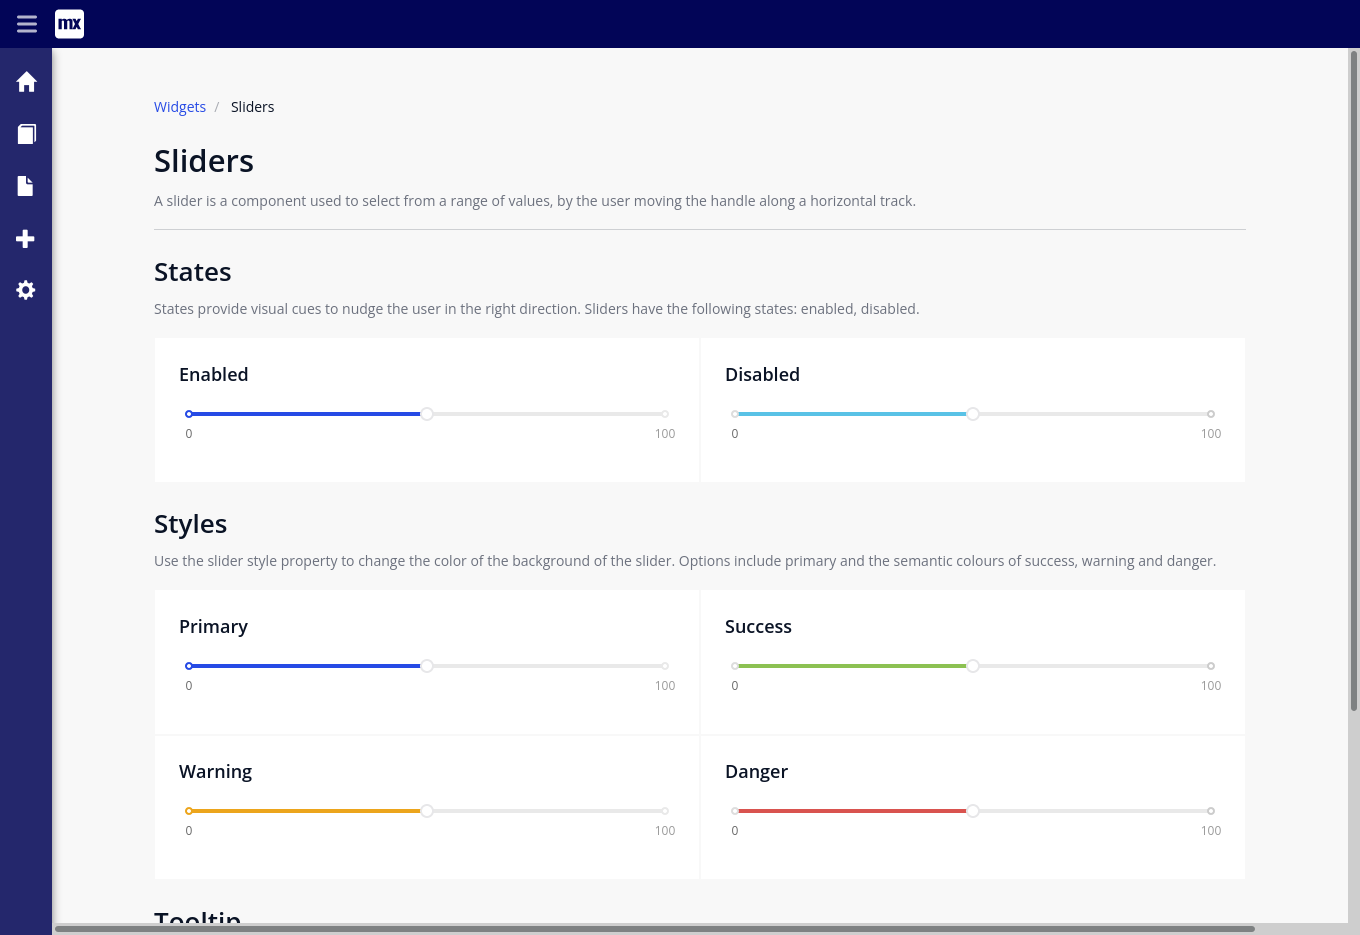 mx
Widgets / Sliders
Sliders
A slider is a component used to select from a range of values, by the user moving the handle along a horizontal track.
States
States provide visual cues to nudge the user in the right direction. Sliders have the following states: enabled, disabled.
Enabled
0 100
Disabled
0 100
Styles
Use the slider style property to change the color of the background of the slider. Options include primary and the semantic colours of success, warning and danger.
Primary
0 100
Success
0 100
Warning
0 100
Danger
0 100
Tooltip